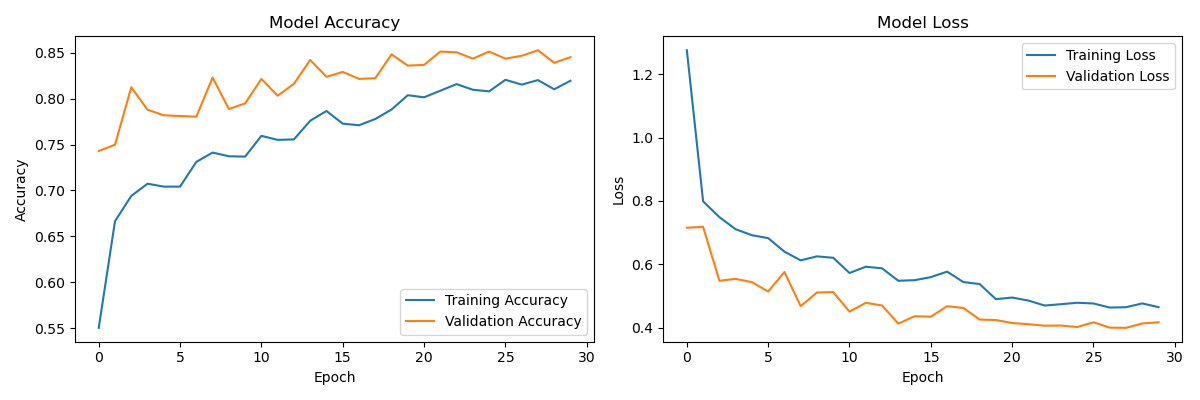 Model Accuracy
0.85
0.80
0.75
0.70
0.65
0.60
0.55
Accuracy
Training Accuracy
Validation Accuracy
0 5 10 15 20 25 30
Epoch
Model Loss
1.2
1.0
0.8
0.6
0.4
Loss
Training Loss
Validation Loss
0 5 10 15 20 25 30
Epoch